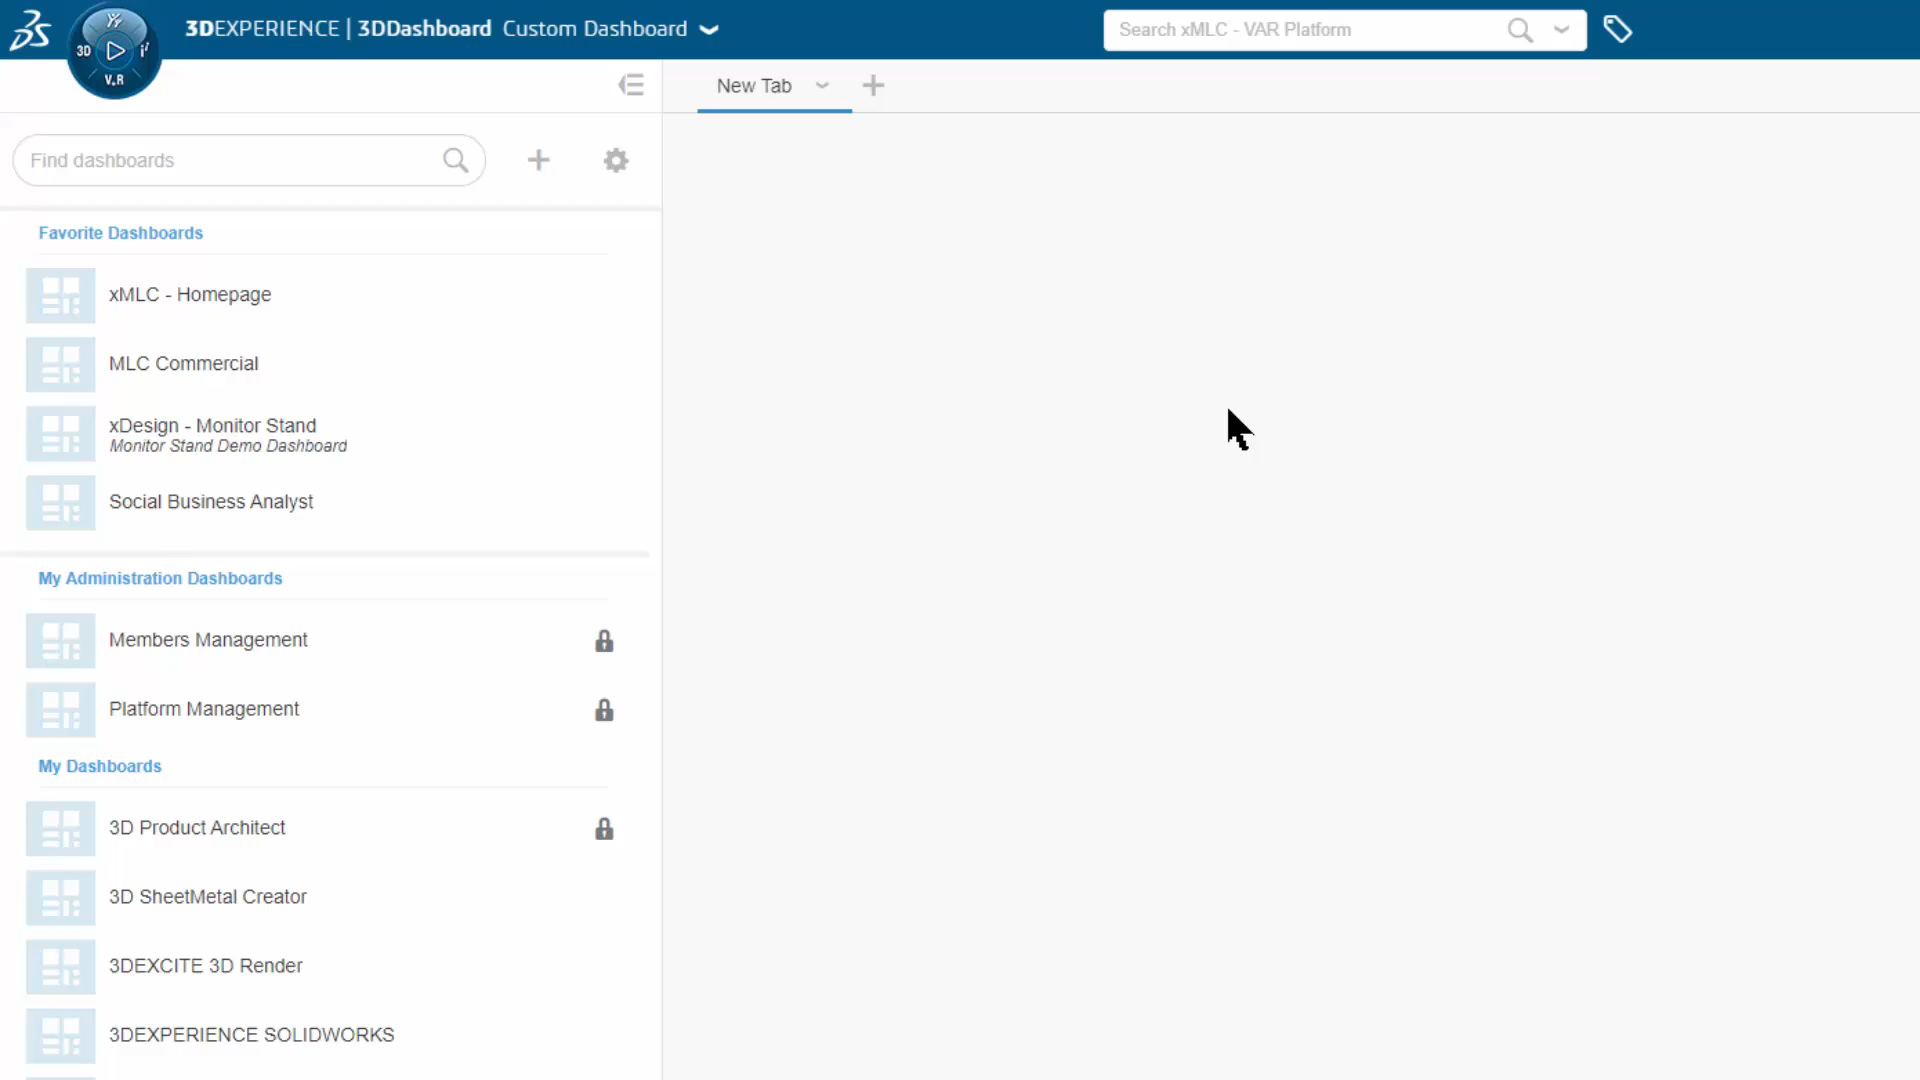 3DEXPERIENCE | 3DDashboard Custom Dashboard
Search xMLC - VAR Platform
3D
V.R
New Tab
Find dashboards
Favorite Dashboards
xMLC - Homepage
MLC Commercial
xDesign - Monitor Stand
Monitor Stand Demo Dashboard
Social Business Analyst
My Administration Dashboards
Members Management
Platform Management
My Dashboards
3D Product Architect
3D SheetMetal Creator
3DEXCITE 3D Render
3DEXPERIENCE SOLIDWORKS